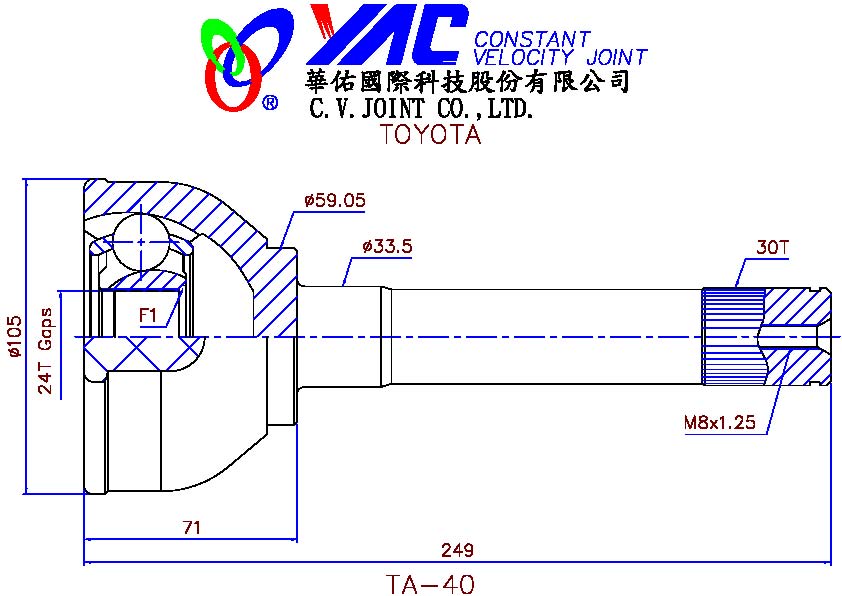 YAC CONSTANT
VELOCITY JOINT
®
華佑國際科技股份有限公司
C.V.JOINT CO.,LTD.
TOYOTA
ø59.05
ø33.5
30T
F1
ø105
24T Gaps
M8x1.25
71
249
TA-40